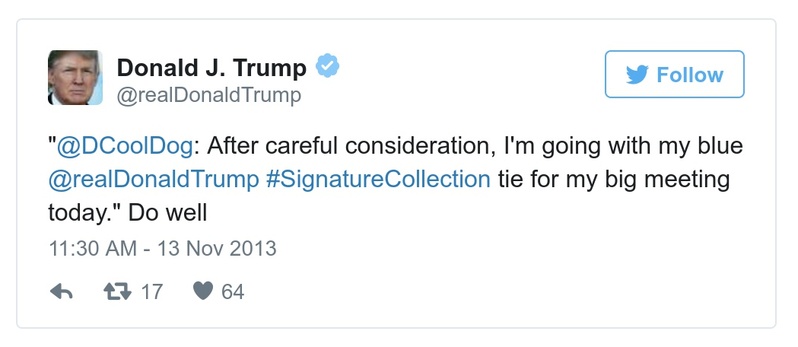 Donald J. Trump
@realDonaldTrump
Follow
"@DCoolDog: After careful consideration, I'm going with my blue
@realDonaldTrump #SignatureCollection tie for my big meeting
today." Do well
11:30 AM - 13 Nov 2013
17 64